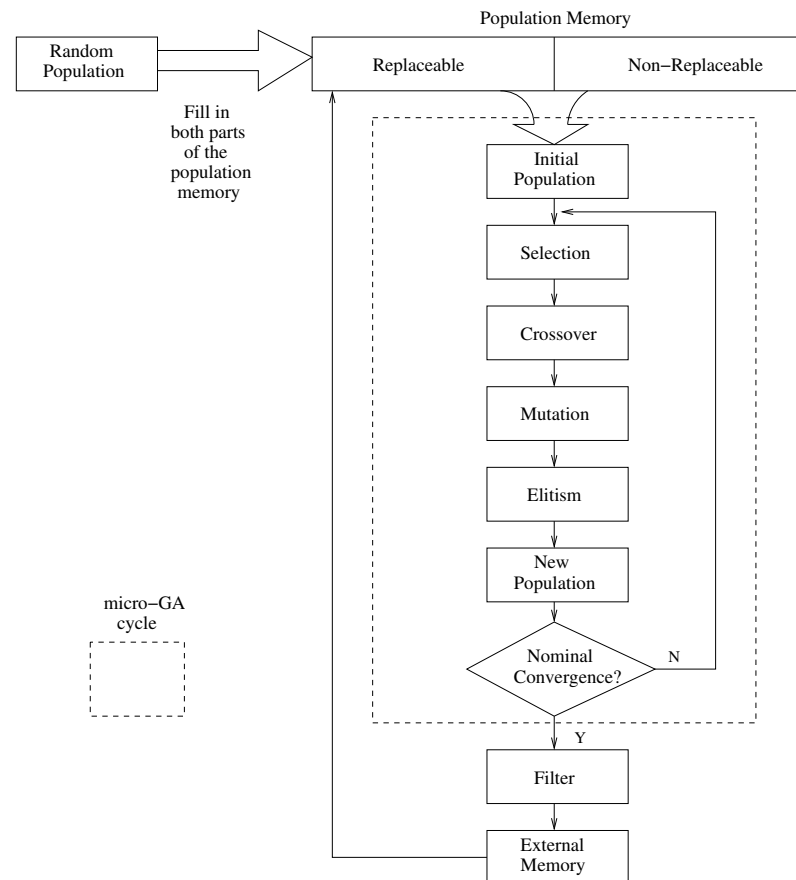 Population Memory
Random
Population
Replaceable
Non−Replaceable
Fill in
both parts
of the
population
memory
Initial
Population
Selection
Crossover
Mutation
Elitism
New
Population
micro−GA
cycle
Nominal
Convergence?
N
Y
Filter
External
Memory